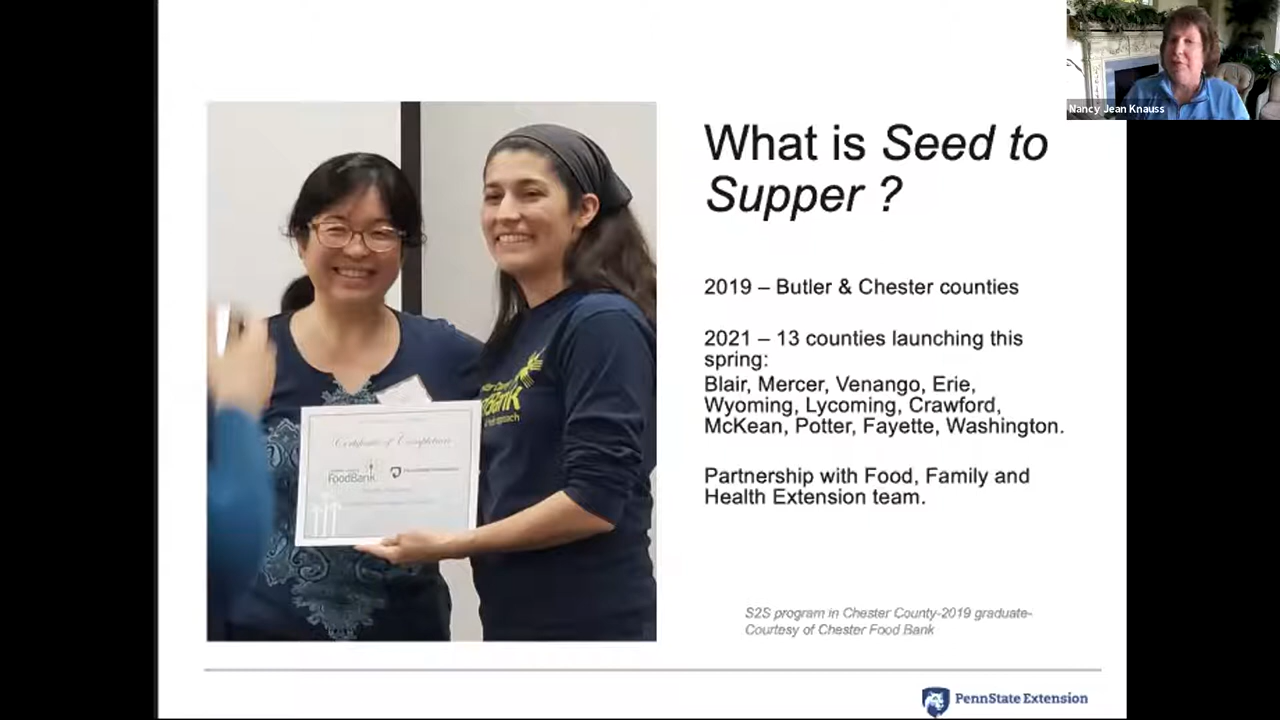 Nancy Jean Knauss
What is Seed to
Supper ?
2019 – Butler & Chester counties
2021 – 13 counties launching this
spring:
Blair, Mercer, Venango, Erie,
Wyoming, Lycoming, Crawford,
McKean, Potter, Fayette, Washington.
Partnership with Food, Family and
Health Extension team.
Certificate of Completion
FoodBank
S2S program in Chester County-2019 graduate-
Courtesy of Chester Food Bank
PennState Extension